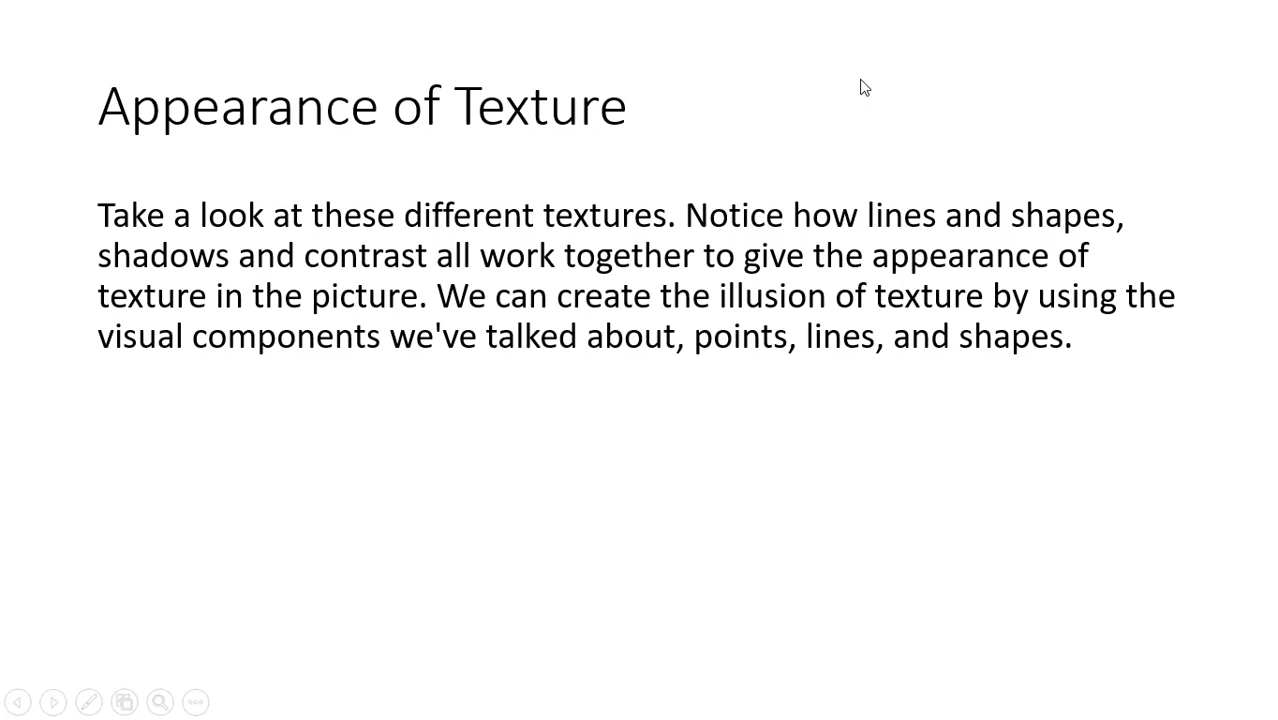 Appearance of Texture
Take a look at these different textures. Notice how lines and shapes,
shadows and contrast all work together to give the appearance of
texture in the picture. We can create the illusion of texture by using the
visual components we've talked about, points, lines, and shapes.